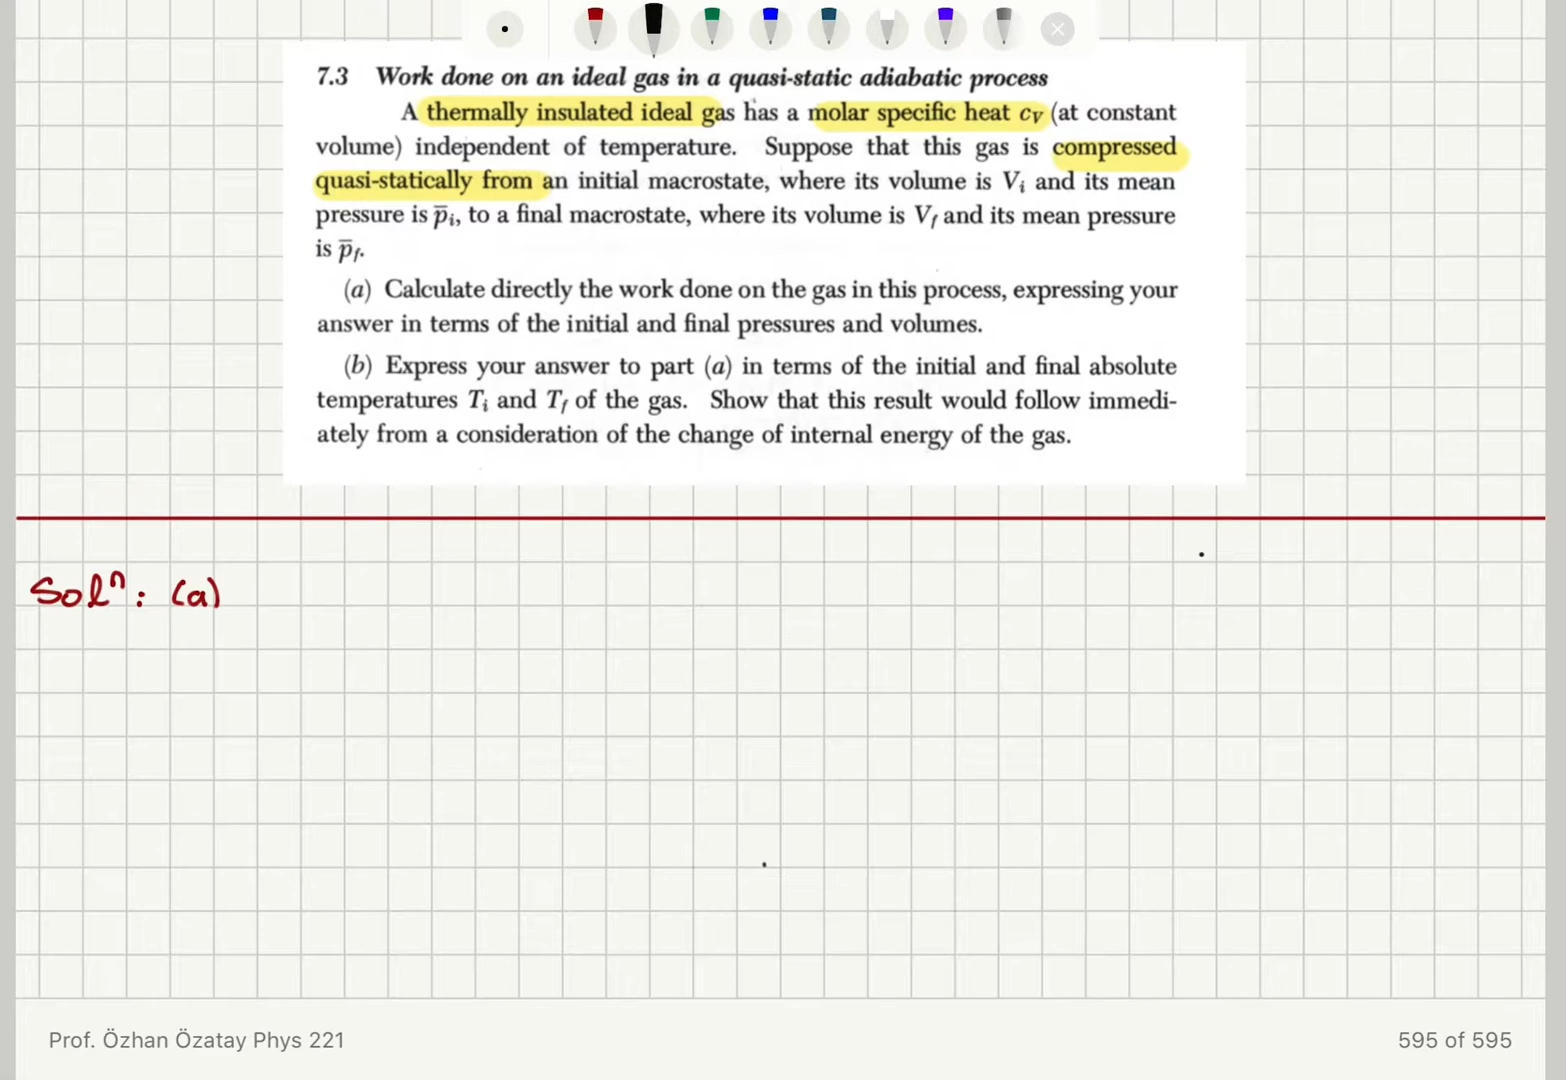 7.3 Work done on an ideal gas in a quasi-static adiabatic process
A thermally insulated ideal gas has a molar specific heat c_V (at constant
volume) independent of temperature. Suppose that this gas is compressed
quasi-statically from an initial macrostate, where its volume is V_i and its mean
pressure is p̅_i, to a final macrostate, where its volume is V_f and its mean pressure
is p̅_f.
(a) Calculate directly the work done on the gas in this process, expressing your
answer in terms of the initial and final pressures and volumes.
(b) Express your answer to part (a) in terms of the initial and final absolute
temperatures T_i and T_f of the gas. Show that this result would follow immedi-
ately from a consideration of the change of internal energy of the gas.
Solⁿ: (a)
Prof. Özhan Özatay Phys 221
595 of 595